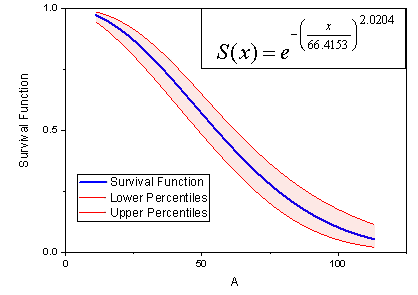 1.0
0.5
0.0
Survival Function
S(x) = e^{-(x/66.4153)^{2.0204}}
Survival Function
Lower Percentiles
Upper Percentiles
0 50 100
A